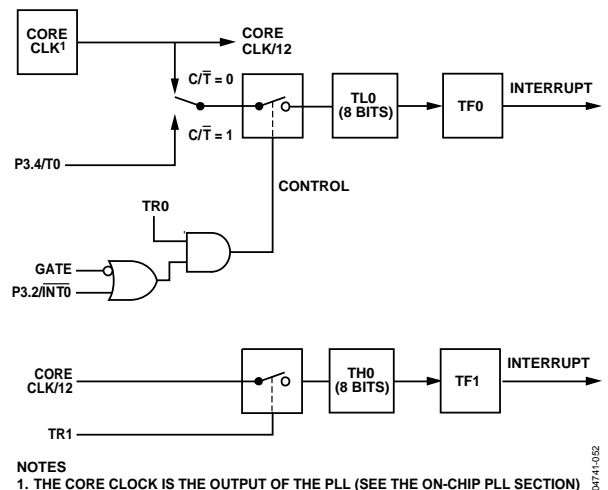 CORE
CLK1
CORE
CLK/12
C/T̅ = 0
C/T̅ = 1
P3.4/T0
TL0
(8 BITS)
TF0
INTERRUPT
CONTROL
TR0
GATE
P3.2/I̅N̅T̅0̅
CORE
CLK/12
TR1
TH0
(8 BITS)
TF1
INTERRUPT
NOTES
1. THE CORE CLOCK IS THE OUTPUT OF THE PLL (SEE THE ON-CHIP PLL SECTION)
04741-052